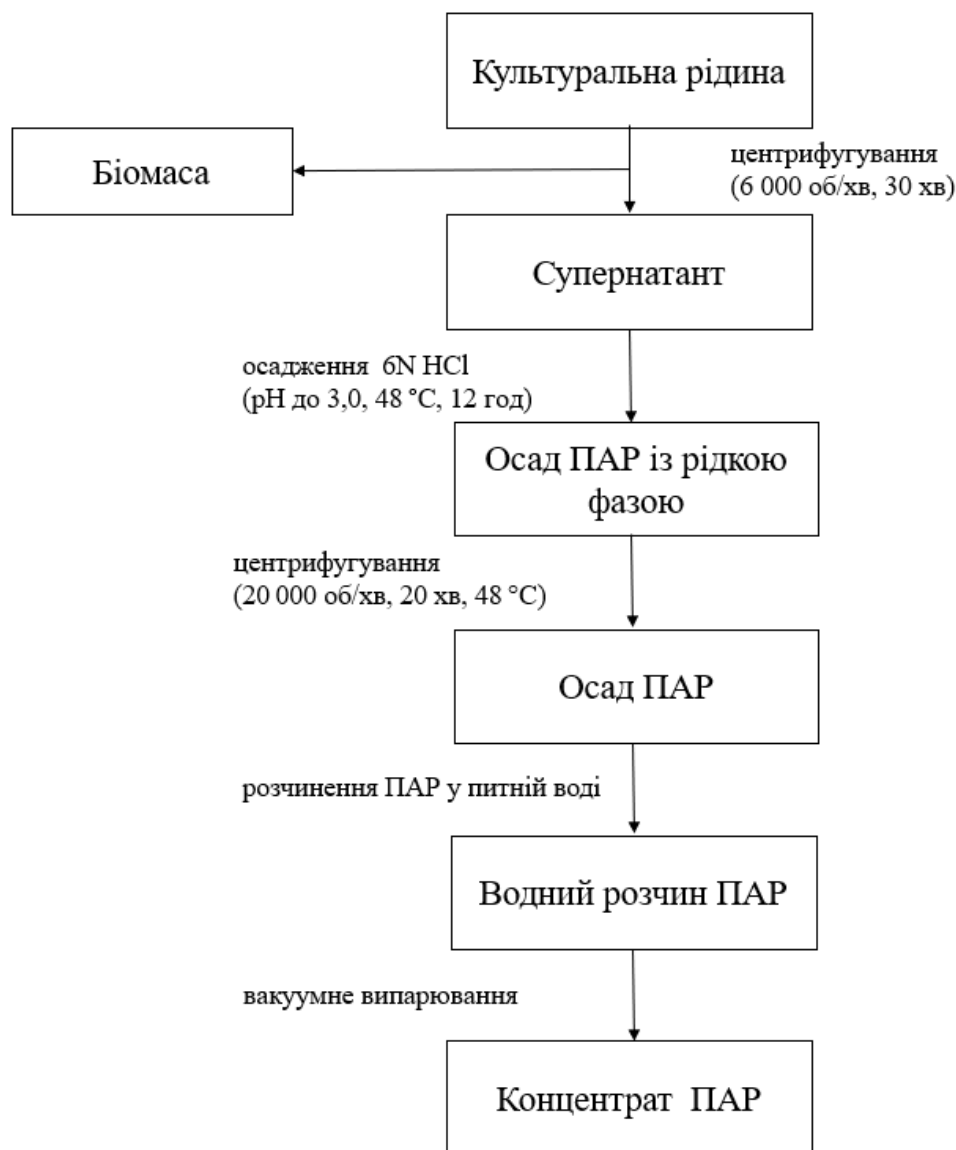 Культуральна рідина
Біомаса
центрифугування
(6 000 об/хв, 30 хв)
Супернатант
осадження 6N HCl
(pH до 3,0, 48 °C, 12 год)
Осад ПАР із рідкою
фазою
центрифугування
(20 000 об/хв, 20 хв, 48 °C)
Осад ПАР
розчинення ПАР у питній воді
Водний розчин ПАР
вакуумне випарювання
Концентрат ПАР